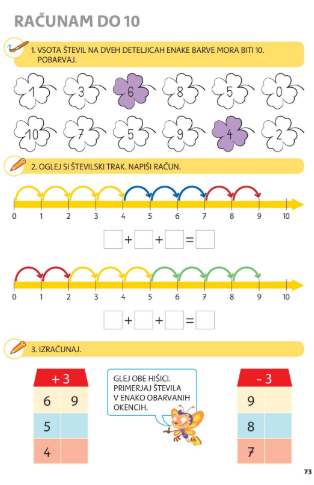 RAČUNAM DO 10
1. VSOTA ŠTEVIL NA DVEH DETELJICAH ENAKE BARVE MORA BITI 10.
POBARVAJ.
1 3 6 8 5 0
10 7 5 9 4 2
2. OGLEJ SI ŠTEVILSKI TRAK. NAPIŠI RAČUN.
0 1 2 3 4 5 6 7 8 9 10
+ + =
0 1 2 3 4 5 6 7 8 9 10
+ + =
3. IZRAČUNAJ.
+ 3
6 9
5
4
GLEJ OBE HIŠICI.
PRIMERJAJ ŠTEVILA
V ENAKO OBARVANIH
OKENCIH.
- 3
9
8
7
73